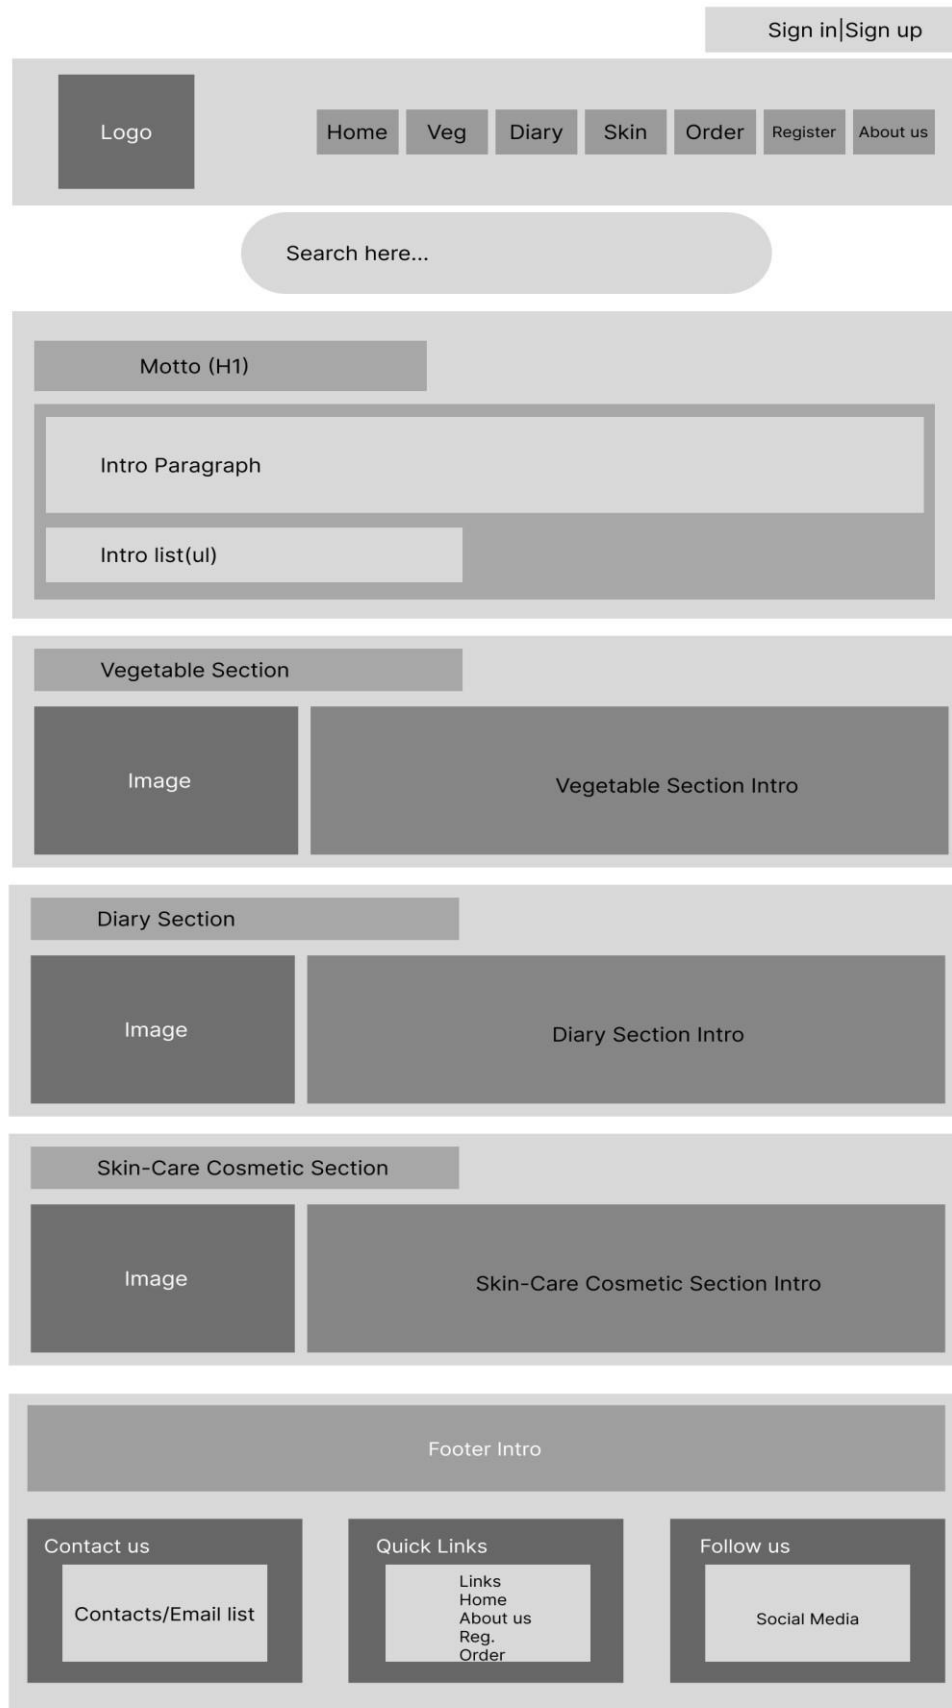 Sign in|Sign up
Logo
Home
Veg
Diary
Skin
Order
Register
About us
Search here...
Motto (H1)
Intro Paragraph
Intro list(ul)
Vegetable Section
Image
Vegetable Section Intro
Diary Section
Image
Diary Section Intro
Skin-Care Cosmetic Section
Image
Skin-Care Cosmetic Section Intro
Footer Intro
Contact us
Contacts/Email list
Quick Links
Links
Home
About us
Reg.
Order
Follow us
Social Media